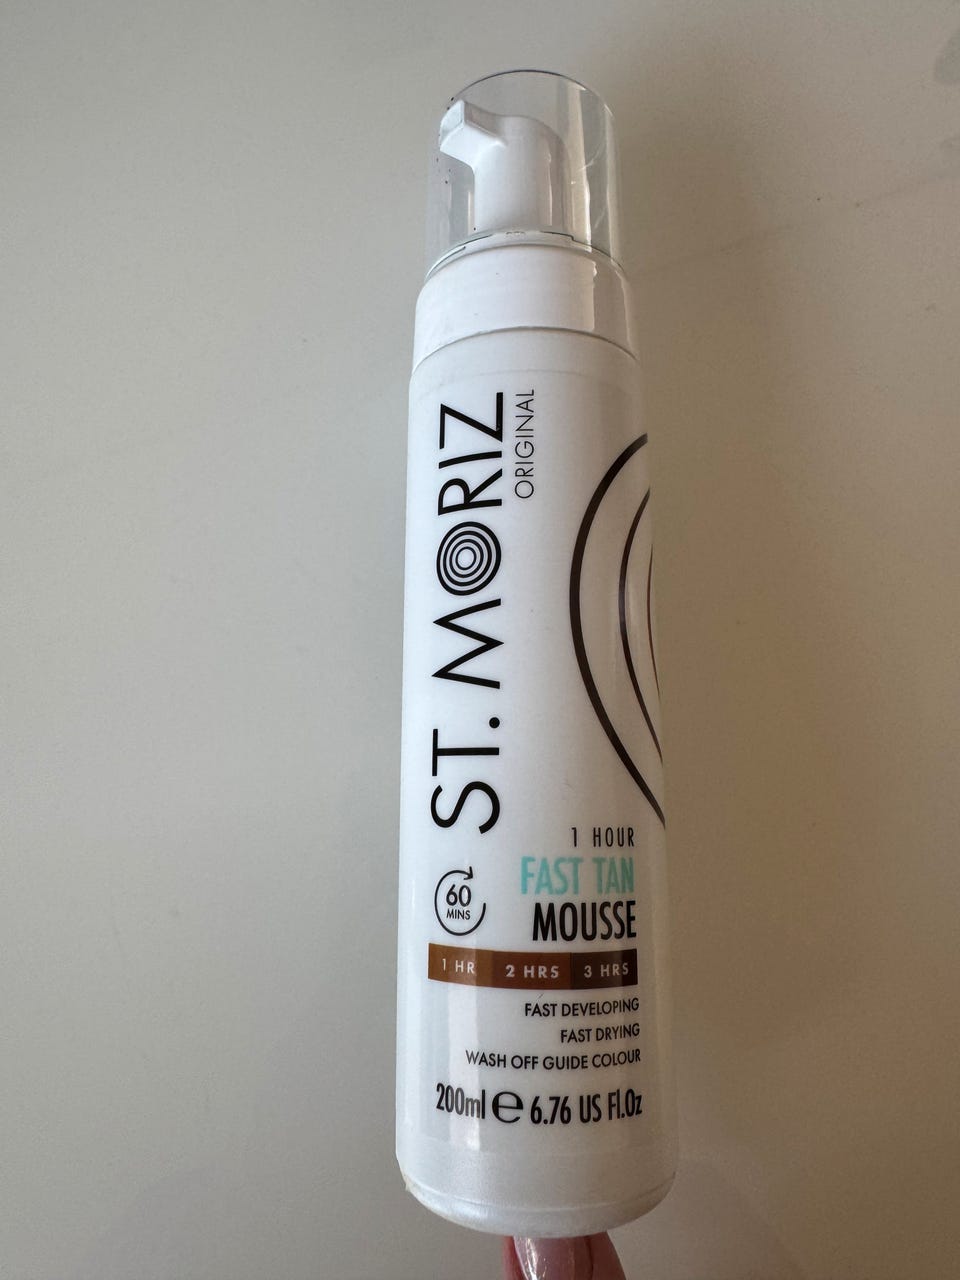 ST. MORIZ
ORIGINAL
1 HOUR
FAST TAN
MOUSSE
60
MINS
1 HR 2 HRS 3 HRS
FAST DEVELOPING
FAST DRYING
WASH OFF GUIDE COLOUR
200ml e 6.76 US Fl.Oz